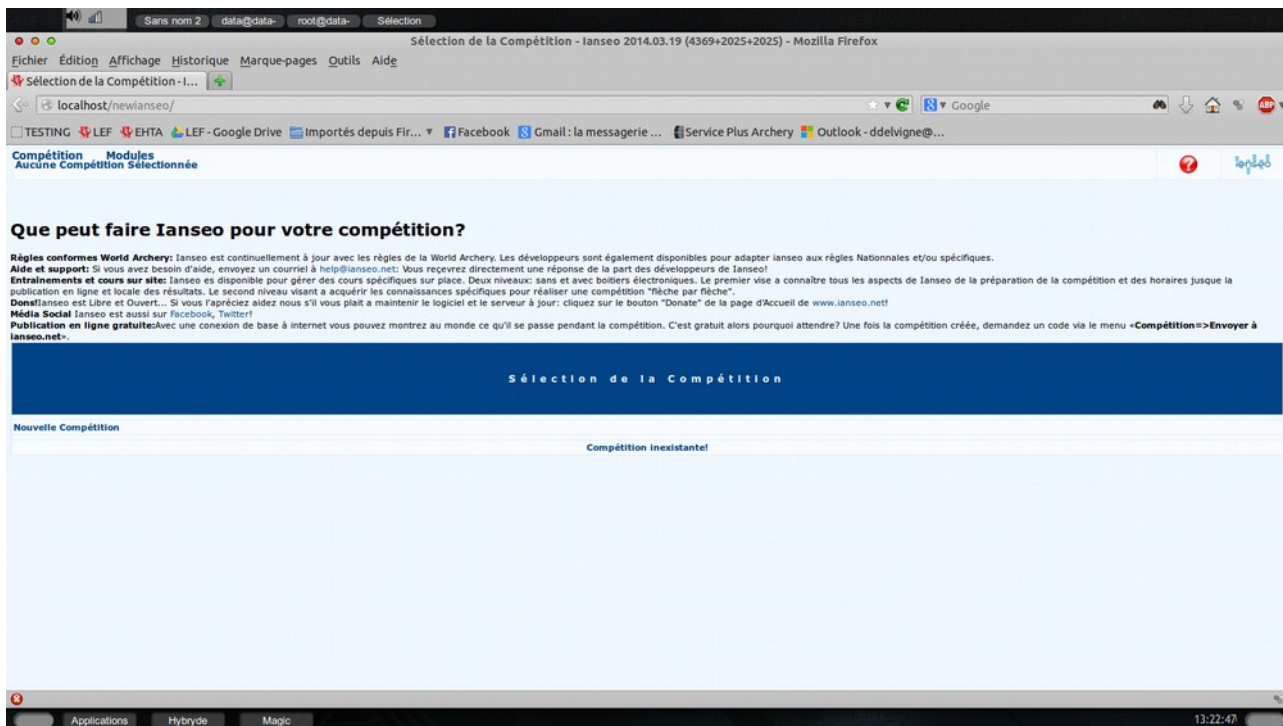 Sans nom 2 data@data- root@data- Sélection
Sélection de la Compétition - Ianseo 2014.03.19 (4369+2025+2025) - Mozilla Firefox
Fichier Édition Affichage Historique Marque-pages Outils Aide
Sélection de la Compétition - I...
localhost/newianseo/ Google ABP
TESTING LEF EHTA LEF - Google Drive Importés depuis Fir... Facebook Gmail : la messagerie ... Service Plus Archery Outlook - ddelvigne@...
Compétition Modules
Aucune Compétition Sélectionnée
ianseo
Que peut faire Ianseo pour votre compétition?
Règles conformes World Archery: Ianseo est continuellement à jour avec les règles de la World Archery. Les développeurs sont également disponibles pour adapter ianseo aux règles Nationnales et/ou spécifiques.
Aide et support: Si vous avez besoin d'aide, envoyez un courriel à help@ianseo.net: Vous reçevrez directement une réponse de la part des développeurs de Ianseo!
Entrainements et cours sur site: Ianseo es disponible pour gérer des cours spécifiques sur place. Deux niveaux: sans et avec boitiers électroniques. Le premier vise a connaître tous les aspects de Ianseo de la préparation de la compétition et des horaires jusque la
publication en ligne et locale des résultats. Le second niveau visant a acquérir les connaissances spécifiques pour réaliser une compétition "flèche par flèche".
Dons!Ianseo est Libre et Ouvert... Si vous l'apréciez aidez nous s'il vous plait a maintenir le logiciel et le serveur à jour: cliquez sur le bouton "Donate" de la page d'Accueil de www.ianseo.net!
Média Social Ianseo est aussi sur Facebook, Twitter!
Publication en ligne gratuite:Avec une conexion de base à internet vous pouvez montrez au monde ce qu'il se passe pendant la compétition. C'est gratuit alors pourquoi attendre? Une fois la compétition créée, demandez un code via le menu «Compétition=>Envoyer à
ianseo.net».
Sélection de la Compétition
Nouvelle Compétition
Compétition inexistante!
Applications Hybryde Magic 13:22:47